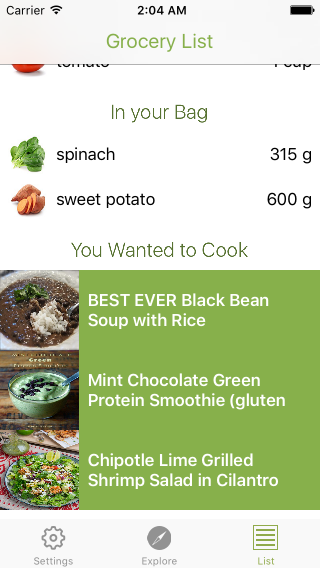 Carrier 2:04 AM
Grocery List
tomato 1 cup
In your Bag
spinach 315 g
sweet potato 600 g
You Wanted to Cook
BEST EVER Black Bean
Soup with Rice
Mint Chocolate Green
Protein Smoothie (gluten
Chipotle Lime Grilled
Shrimp Salad in Cilantro
Settings Explore List